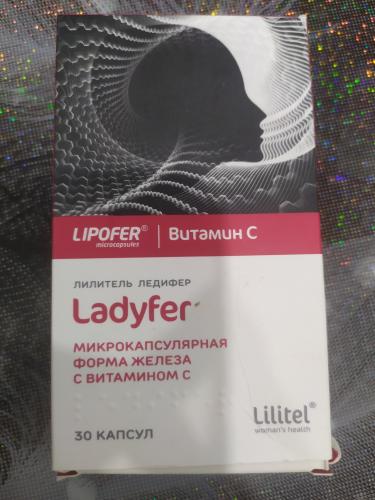 LIPOFER®
microcapsules
Витамин С
ЛИЛИТЕЛЬ ЛЕДИФЕР
Ladyfer
МИКРОКАПСУЛЯРНАЯ
ФОРМА ЖЕЛЕЗА
С ВИТАМИНОМ С
30 КАПСУЛ
Lilitel®
woman's health